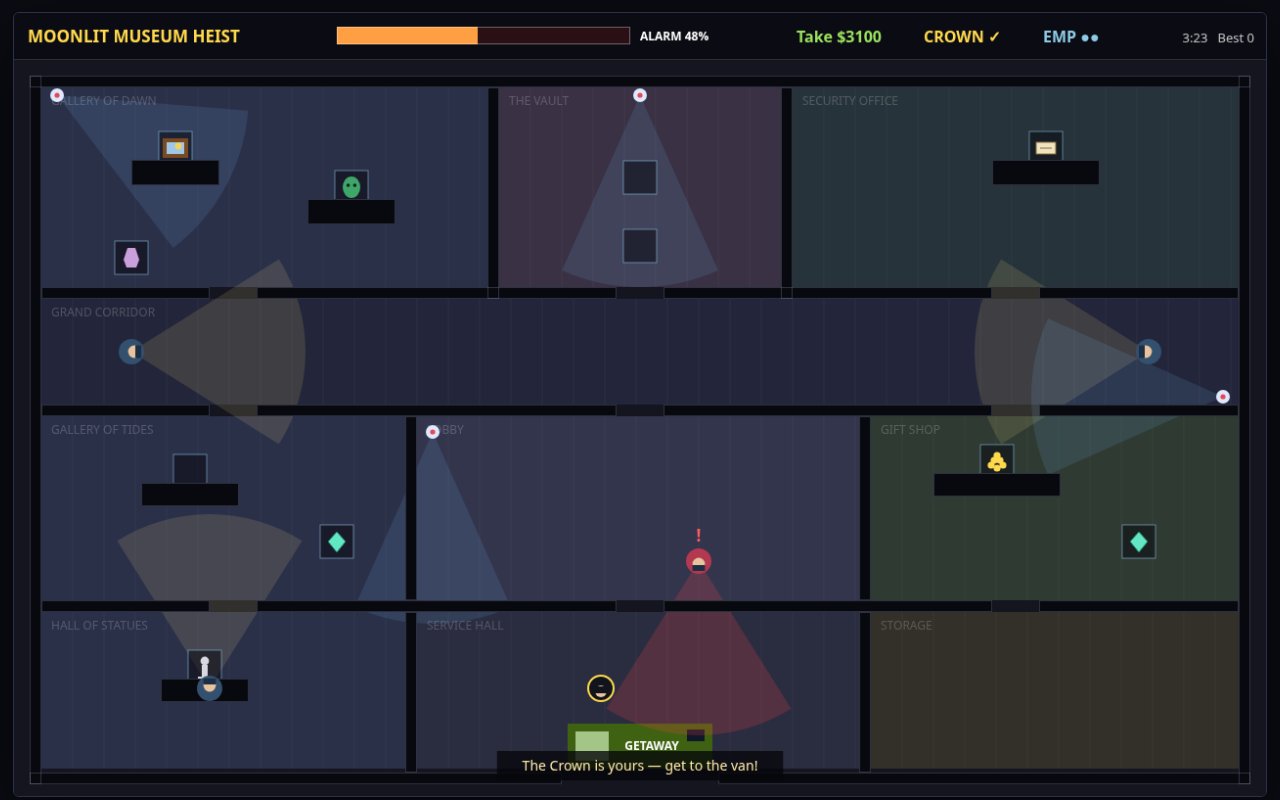 MOONLIT MUSEUM HEIST
ALARM 48%
Take $3100
CROWN ✓
EMP ●●
3:23 Best 0
GALLERY OF DAWN
THE VAULT
SECURITY OFFICE
GRAND CORRIDOR
GALLERY OF TIDES
LOBBY
GIFT SHOP
!
HALL OF STATUES
SERVICE HALL
STORAGE
GETAWAY
The Crown is yours — get to the van!